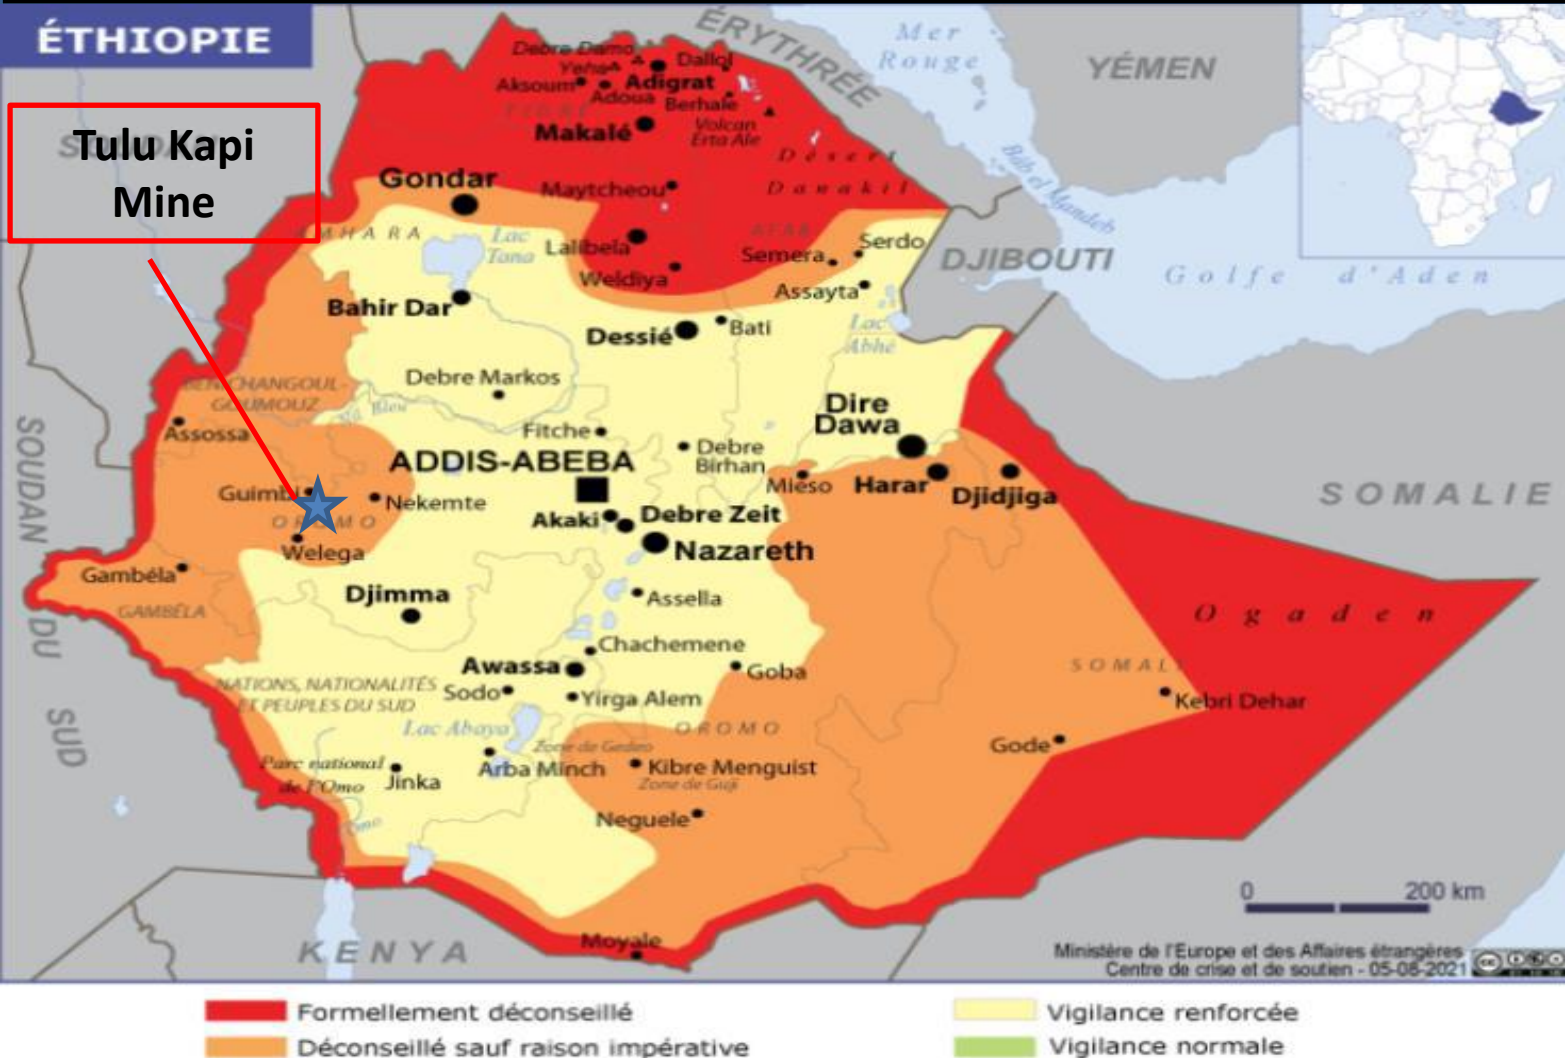 ÉTHIOPIE
Mer
Rouge
ÉRYTHRÉE
YÉMEN
Debre Damo
Yeha
Dallol
Aksoum
Adigrat
Adoua
Berhale
Makalé
Volcan
Erta Ale
Désert
Danakil
Tulu Kapi
Mine
Bâb el Mandeb
Gondar
Maytcheou
AMHARA
Lac
Tana
Lalibela
AFAR
Serdo
Semera
Weldiya
Assayta
DJIBOUTI
Golfe d'Aden
Bahir Dar
Dessié
Bati
Lac
Abhé
Debre Markos
BENICHANGOUL-
GOUMOUZ
Nil Bleu
Dire
Dawa
Assossa
Fitche
Debre
Birhan
ADDIS-ABEBA
Mieso
Harar
Djidjiga
SOMALIE
Guimbi
Nekemte
OROMO
Akaki
Debre Zeit
Welega
Nazareth
Gambéla
GAMBÉLA
Djimma
Assella
Ogaden
SOUDAN DU SUD
Chachemene
Awassa
Goba
SOMALI
NATIONS, NATIONALITÉS
ET PEUPLES DU SUD
Sodo
Yirga Alem
Kebri Dehar
Lac Abaya
OROMO
Zone de Gedeo
Gode
Parc national
de l'Omo
Jinka
Arba Minch
Kibre Menguist
Zone de Guji
Omo
Neguele
0 200 km
KENYA
Moyale
Ministère de l'Europe et des Affaires étrangères
Centre de crise et de soutien - 05-08-2021
Formellement déconseillé
Vigilance renforcée
Déconseillé sauf raison impérative
Vigilance normale